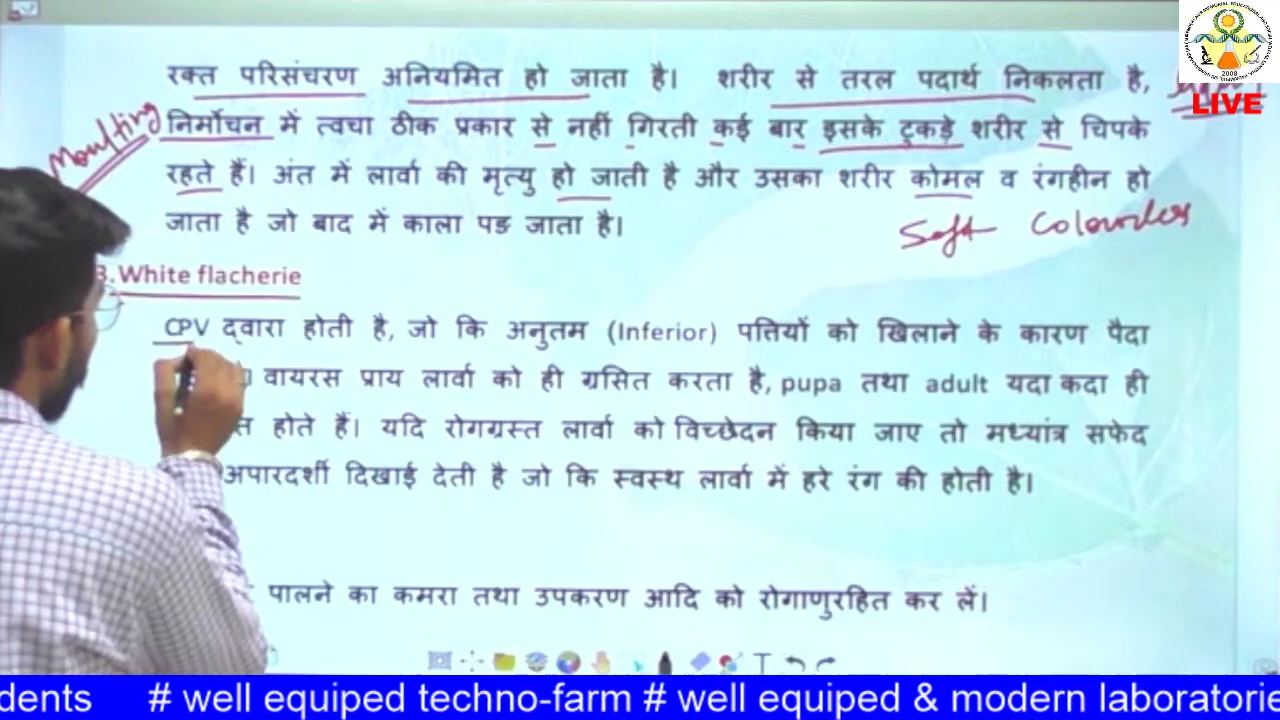 रक्त परिसंचरण अनियमित हो जाता है। शरीर से तरल पदार्थ निकलता है,
LIVE
2008
Moulting
निर्मोचन में त्वचा ठीक प्रकार से नहीं गिरती कई बार इसके टुकड़े शरीर से चिपके
रहते हैं। अंत में लार्वा की मृत्यु हो जाती है और उसका शरीर कोमल व रंगहीन हो
जाता है जो बाद में काला पड जाता है।
Soft Colourless
3. White flacherie
CPV द्वारा होती है, जो कि अनुतम (Inferior) पत्तियों को खिलाने के कारण पैदा
वायरस प्राय लार्वा को ही ग्रसित करता है, pupa तथा adult यदा कदा ही
होते हैं। यदि रोगग्रस्त लार्वा को विच्छेदन किया जाए तो मध्यांत्र सफेद
अपारदर्शी दिखाई देती है जो कि स्वस्थ लार्वा में हरे रंग की होती है।
पालने का कमरा तथा उपकरण आदि को रोगाणुरहित कर लें।
dents # well equiped techno-farm # well equiped & modern laboratorie